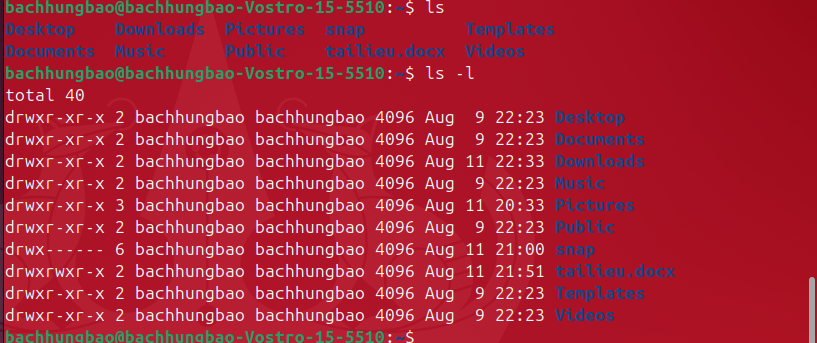 bachhungbao@bachhungbao-Vostro-15-5510:~$ ls
Desktop    Downloads  Pictures  snap          Templates
Documents  Music      Public    tailieu.docx  Videos
bachhungbao@bachhungbao-Vostro-15-5510:~$ ls -l
total 40
drwxr-xr-x 2 bachhungbao bachhungbao 4096 Aug  9 22:23 Desktop
drwxr-xr-x 2 bachhungbao bachhungbao 4096 Aug  9 22:23 Documents
drwxr-xr-x 2 bachhungbao bachhungbao 4096 Aug 11 22:33 Downloads
drwxr-xr-x 2 bachhungbao bachhungbao 4096 Aug  9 22:23 Music
drwxr-xr-x 3 bachhungbao bachhungbao 4096 Aug 11 20:33 Pictures
drwxr-xr-x 2 bachhungbao bachhungbao 4096 Aug  9 22:23 Public
drwx------ 6 bachhungbao bachhungbao 4096 Aug 11 21:00 snap
drwxrwxr-x 2 bachhungbao bachhungbao 4096 Aug 11 21:51 tailieu.docx
drwxr-xr-x 2 bachhungbao bachhungbao 4096 Aug  9 22:23 Templates
drwxr-xr-x 2 bachhungbao bachhungbao 4096 Aug  9 22:23 Videos
bachhungbao@bachhungbao-Vostro-15-5510:~$